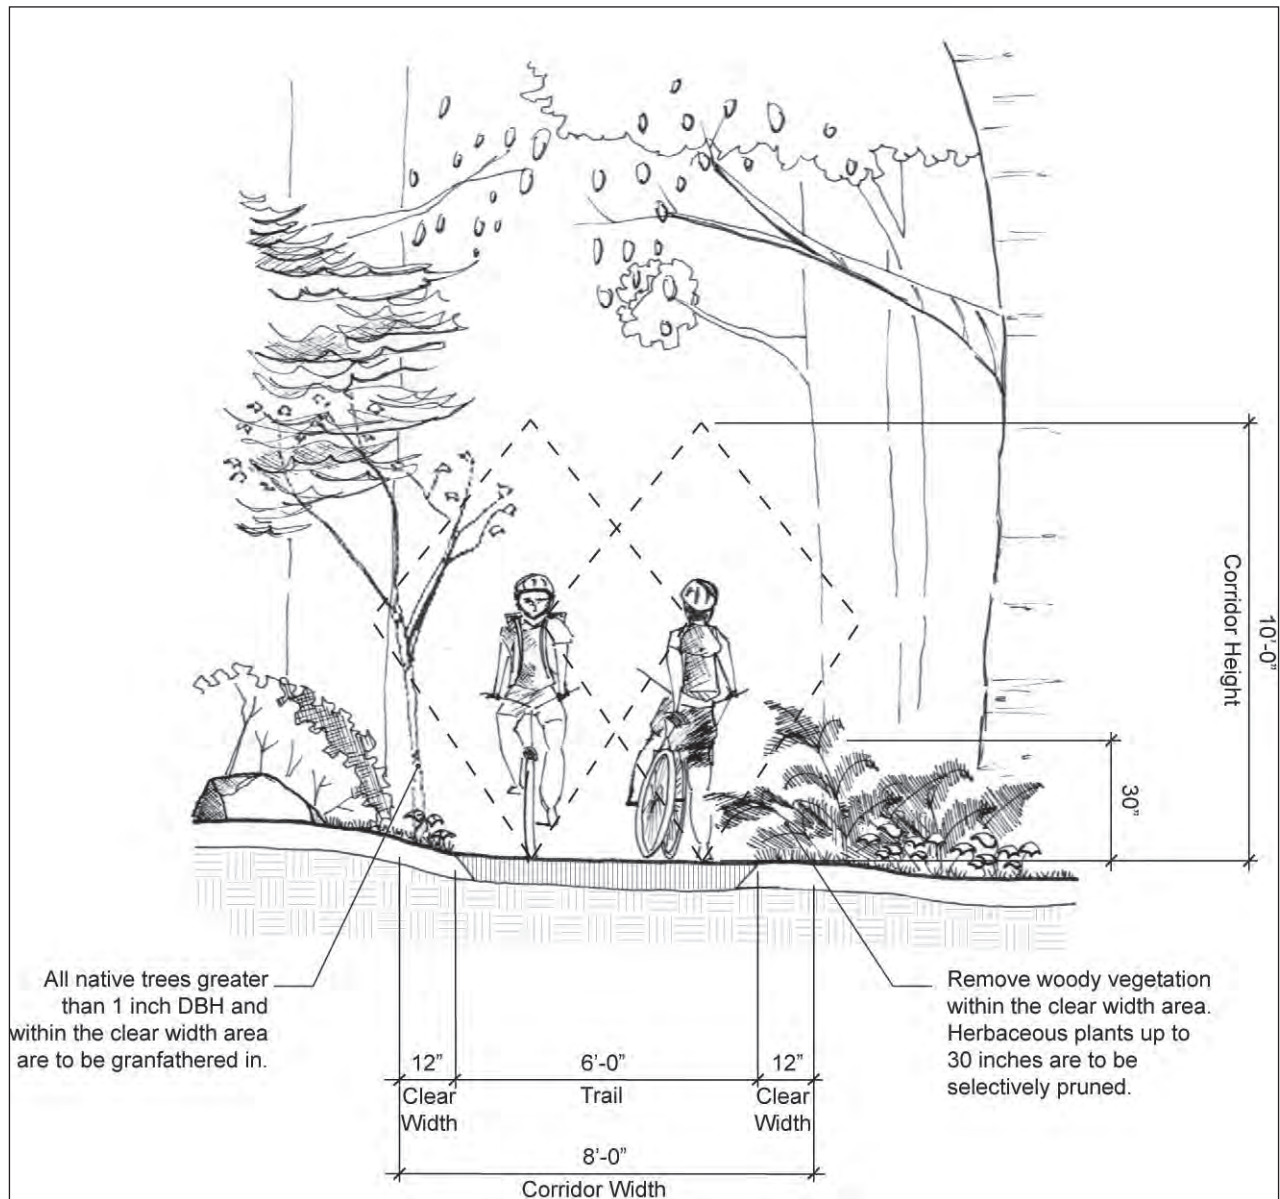 Corridor Height
10'-0"
30"
All native trees greater
than 1 inch DBH and
within the clear width area
are to be granfathered in.
Remove woody vegetation
within the clear width area.
Herbaceous plants up to
30 inches are to be
selectively pruned.
12” 6’-0” 12”
Clear Trail Clear
Width Width
8’-0”
Corridor Width